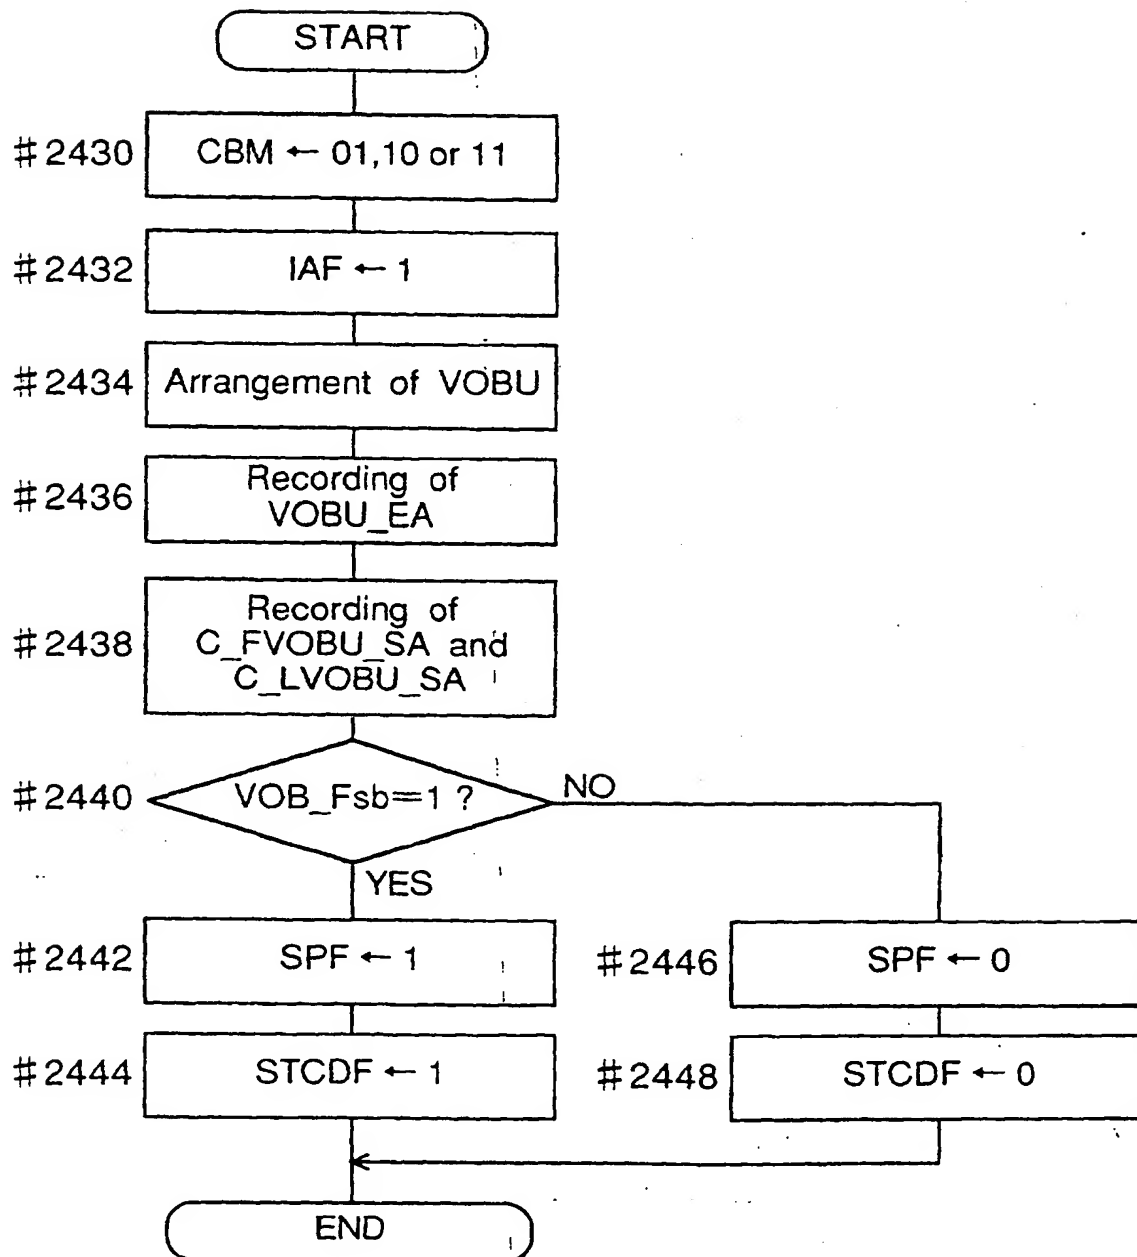 START
#2430 CBM ← 01,10 or 11
#2432 IAF ← 1
#2434 Arrangement of VOBU
#2436 Recording of
VOBU_EA
#2438 Recording of
C_FVOBU_SA and
C_LVOBU_SA
#2440 VOB_Fsb=1 ? NO
YES
#2442 SPF ← 1 #2446 SPF ← 0
#2444 STCDF ← 1 #2448 STCDF ← 0
END